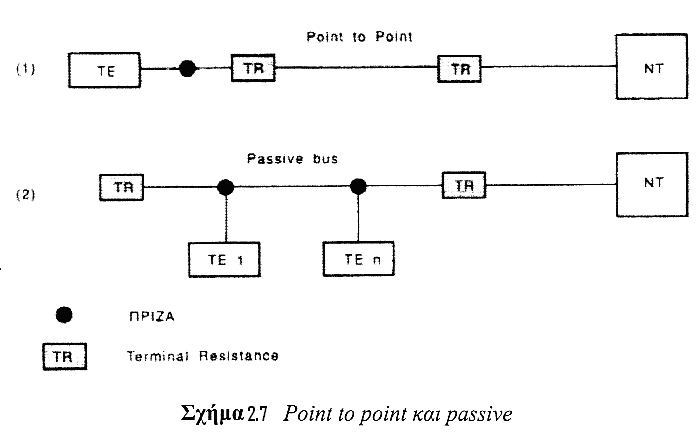 Point to Point
(1) TE TR TR NT
Passive bus
(2) TR TR NT
TE 1 TE n
ΠΡΙΖΑ
TR Terminal Resistance
Σχήμα 2.7 Point to point και passive